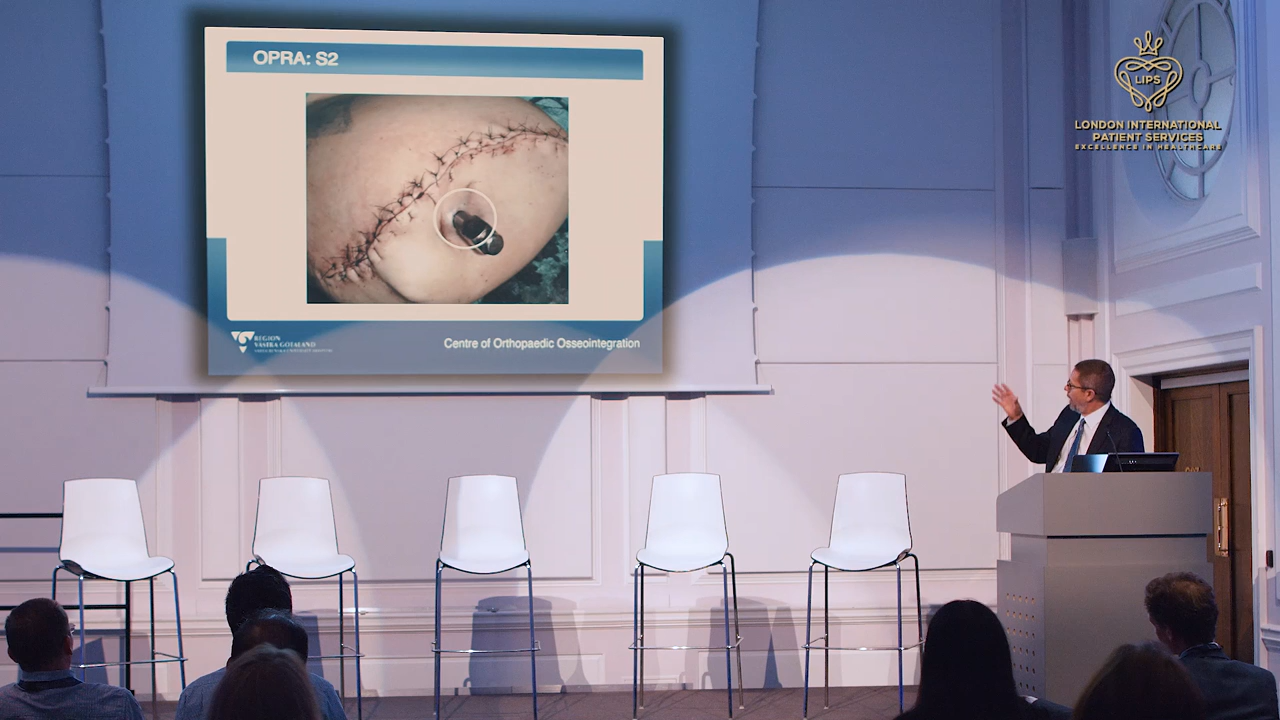 OPRA: S2
LIPS
LONDON INTERNATIONAL
PATIENT SERVICES
EXCELLENCE IN HEALTHCARE
REGION
VÄSTRA GÖTALAND
Centre of Orthopaedic Osseointegration